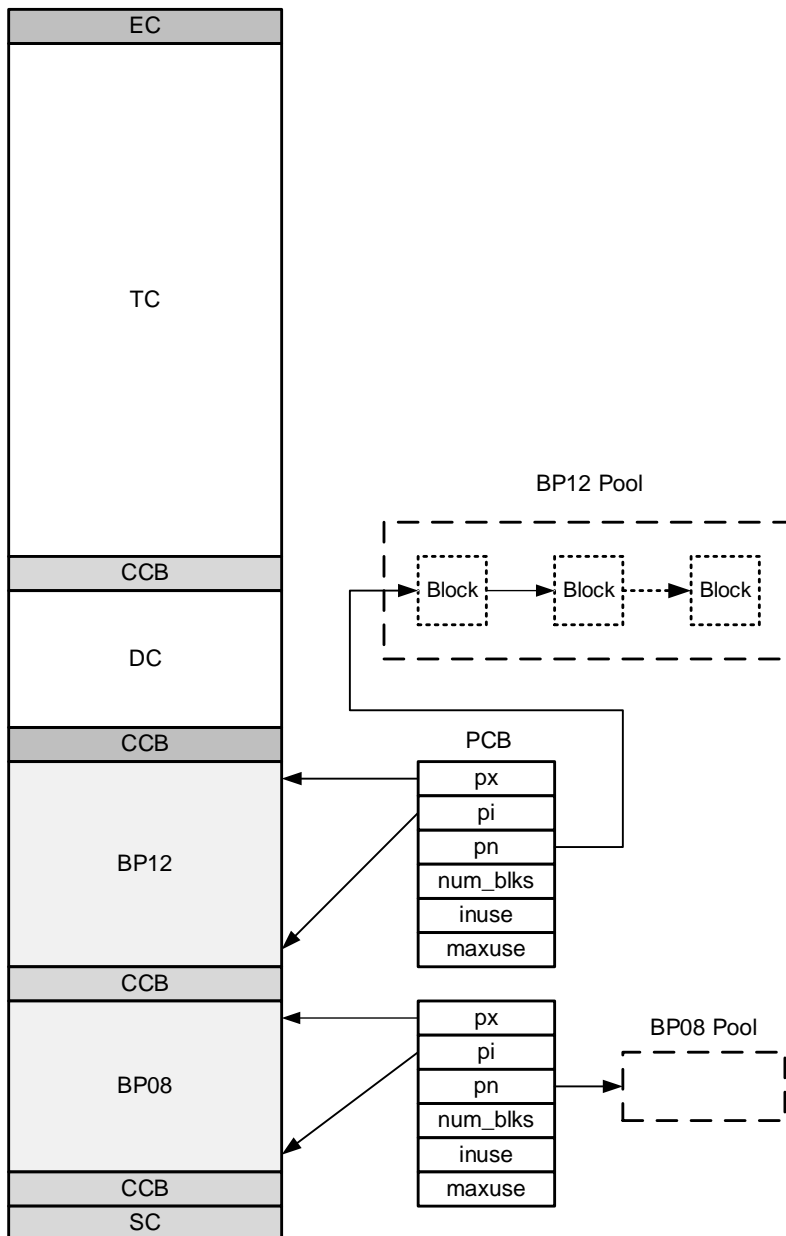 EC
TC
CCB
DC
CCB
BP12
CCB
BP08
CCB
SC
BP12 Pool
Block
Block
Block
PCB
px
pi
pn
num_blks
inuse
maxuse
px
pi
pn
num_blks
inuse
maxuse
BP08 Pool